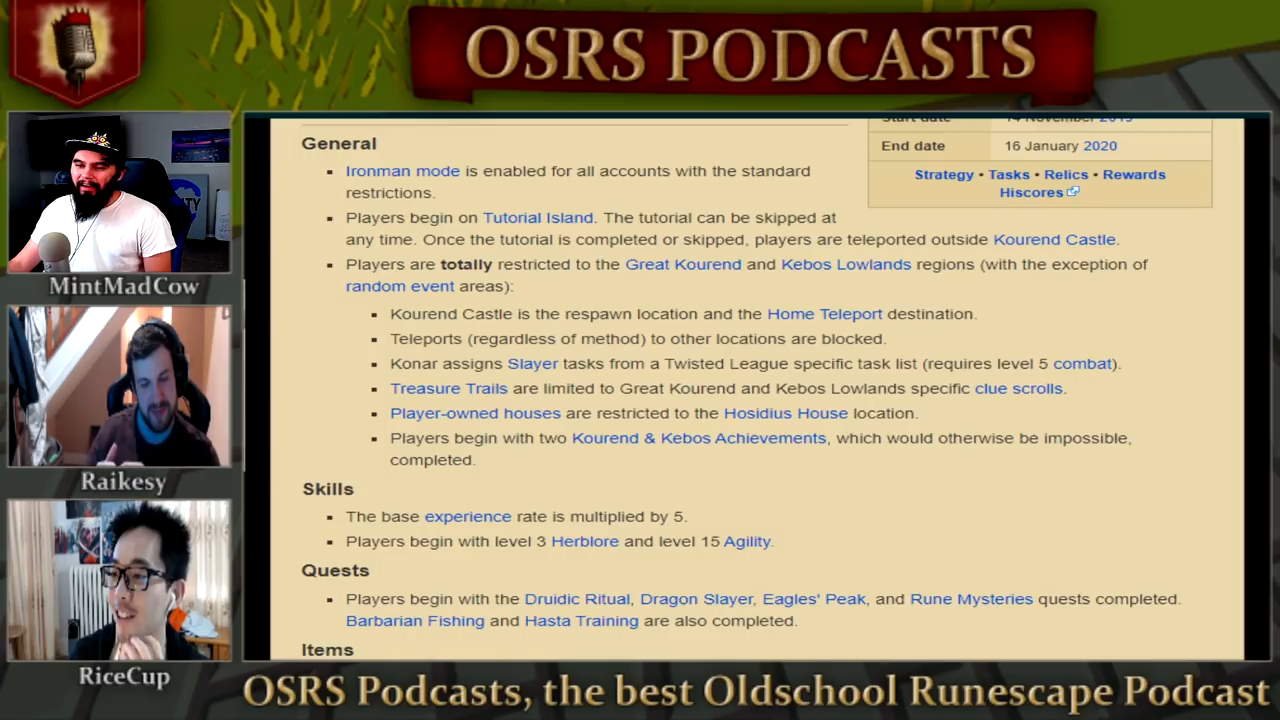 OSRS PODCASTS
MintMadCow
Raikesy
RiceCup
Start date 14 November 2019
End date 16 January 2020
Strategy • Tasks • Relics • Rewards
Hiscores
General
Ironman mode is enabled for all accounts with the standard
restrictions.
Players begin on Tutorial Island. The tutorial can be skipped at
any time. Once the tutorial is completed or skipped, players are teleported outside Kourend Castle.
Players are totally restricted to the Great Kourend and Kebos Lowlands regions (with the exception of
random event areas):
Kourend Castle is the respawn location and the Home Teleport destination.
Teleports (regardless of method) to other locations are blocked.
Konar assigns Slayer tasks from a Twisted League specific task list (requires level 5 combat).
Treasure Trails are limited to Great Kourend and Kebos Lowlands specific clue scrolls.
Player-owned houses are restricted to the Hosidius House location.
Players begin with two Kourend & Kebos Achievements, which would otherwise be impossible,
completed.
Skills
The base experience rate is multiplied by 5.
Players begin with level 3 Herblore and level 15 Agility.
Quests
Players begin with the Druidic Ritual, Dragon Slayer, Eagles' Peak, and Rune Mysteries quests completed.
Barbarian Fishing and Hasta Training are also completed.
Items
OSRS Podcasts, the best Oldschool Runescape Podcast